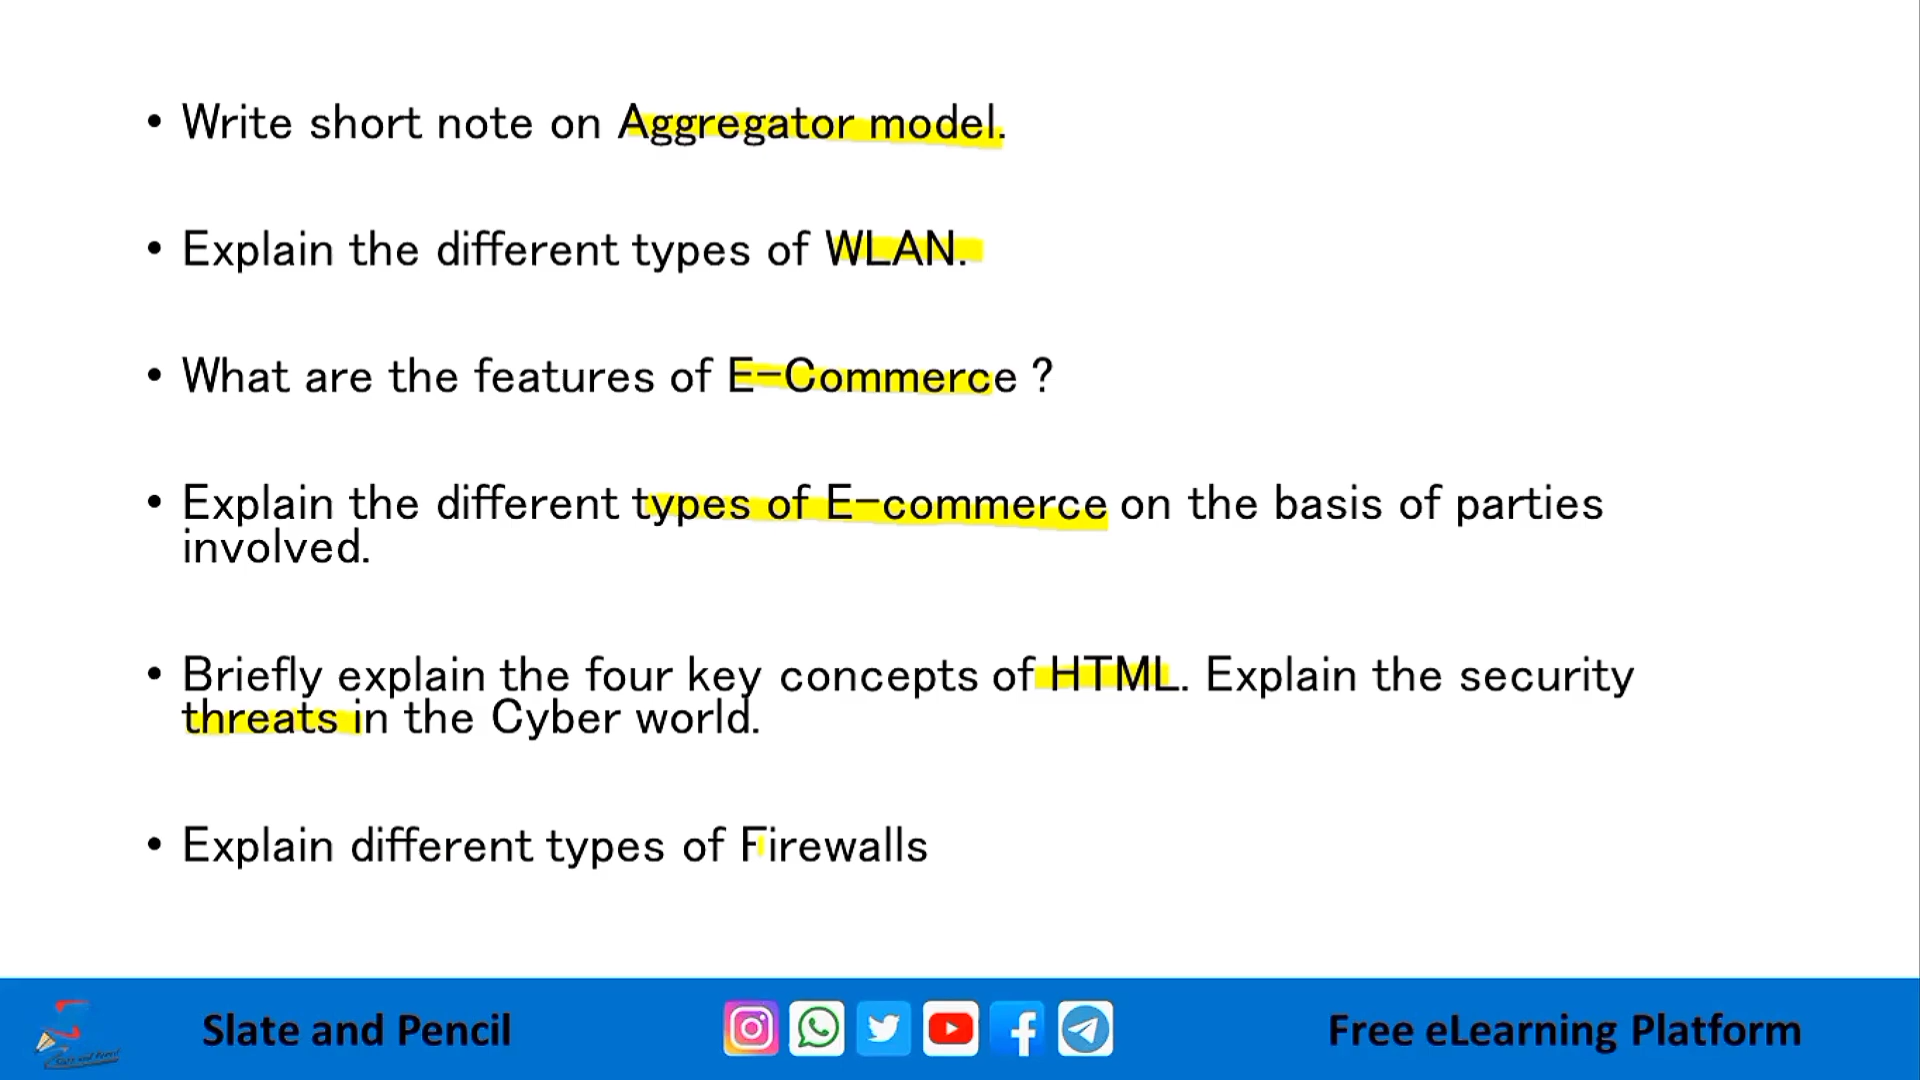 • Write short note on Aggregator model.
• Explain the different types of WLAN.
• What are the features of E-Commerce ?
• Explain the different types of E-commerce on the basis of parties
involved.
• Briefly explain the four key concepts of HTML. Explain the security
threats in the Cyber world.
• Explain different types of Firewalls
Slate and Pencil
Free eLearning Platform